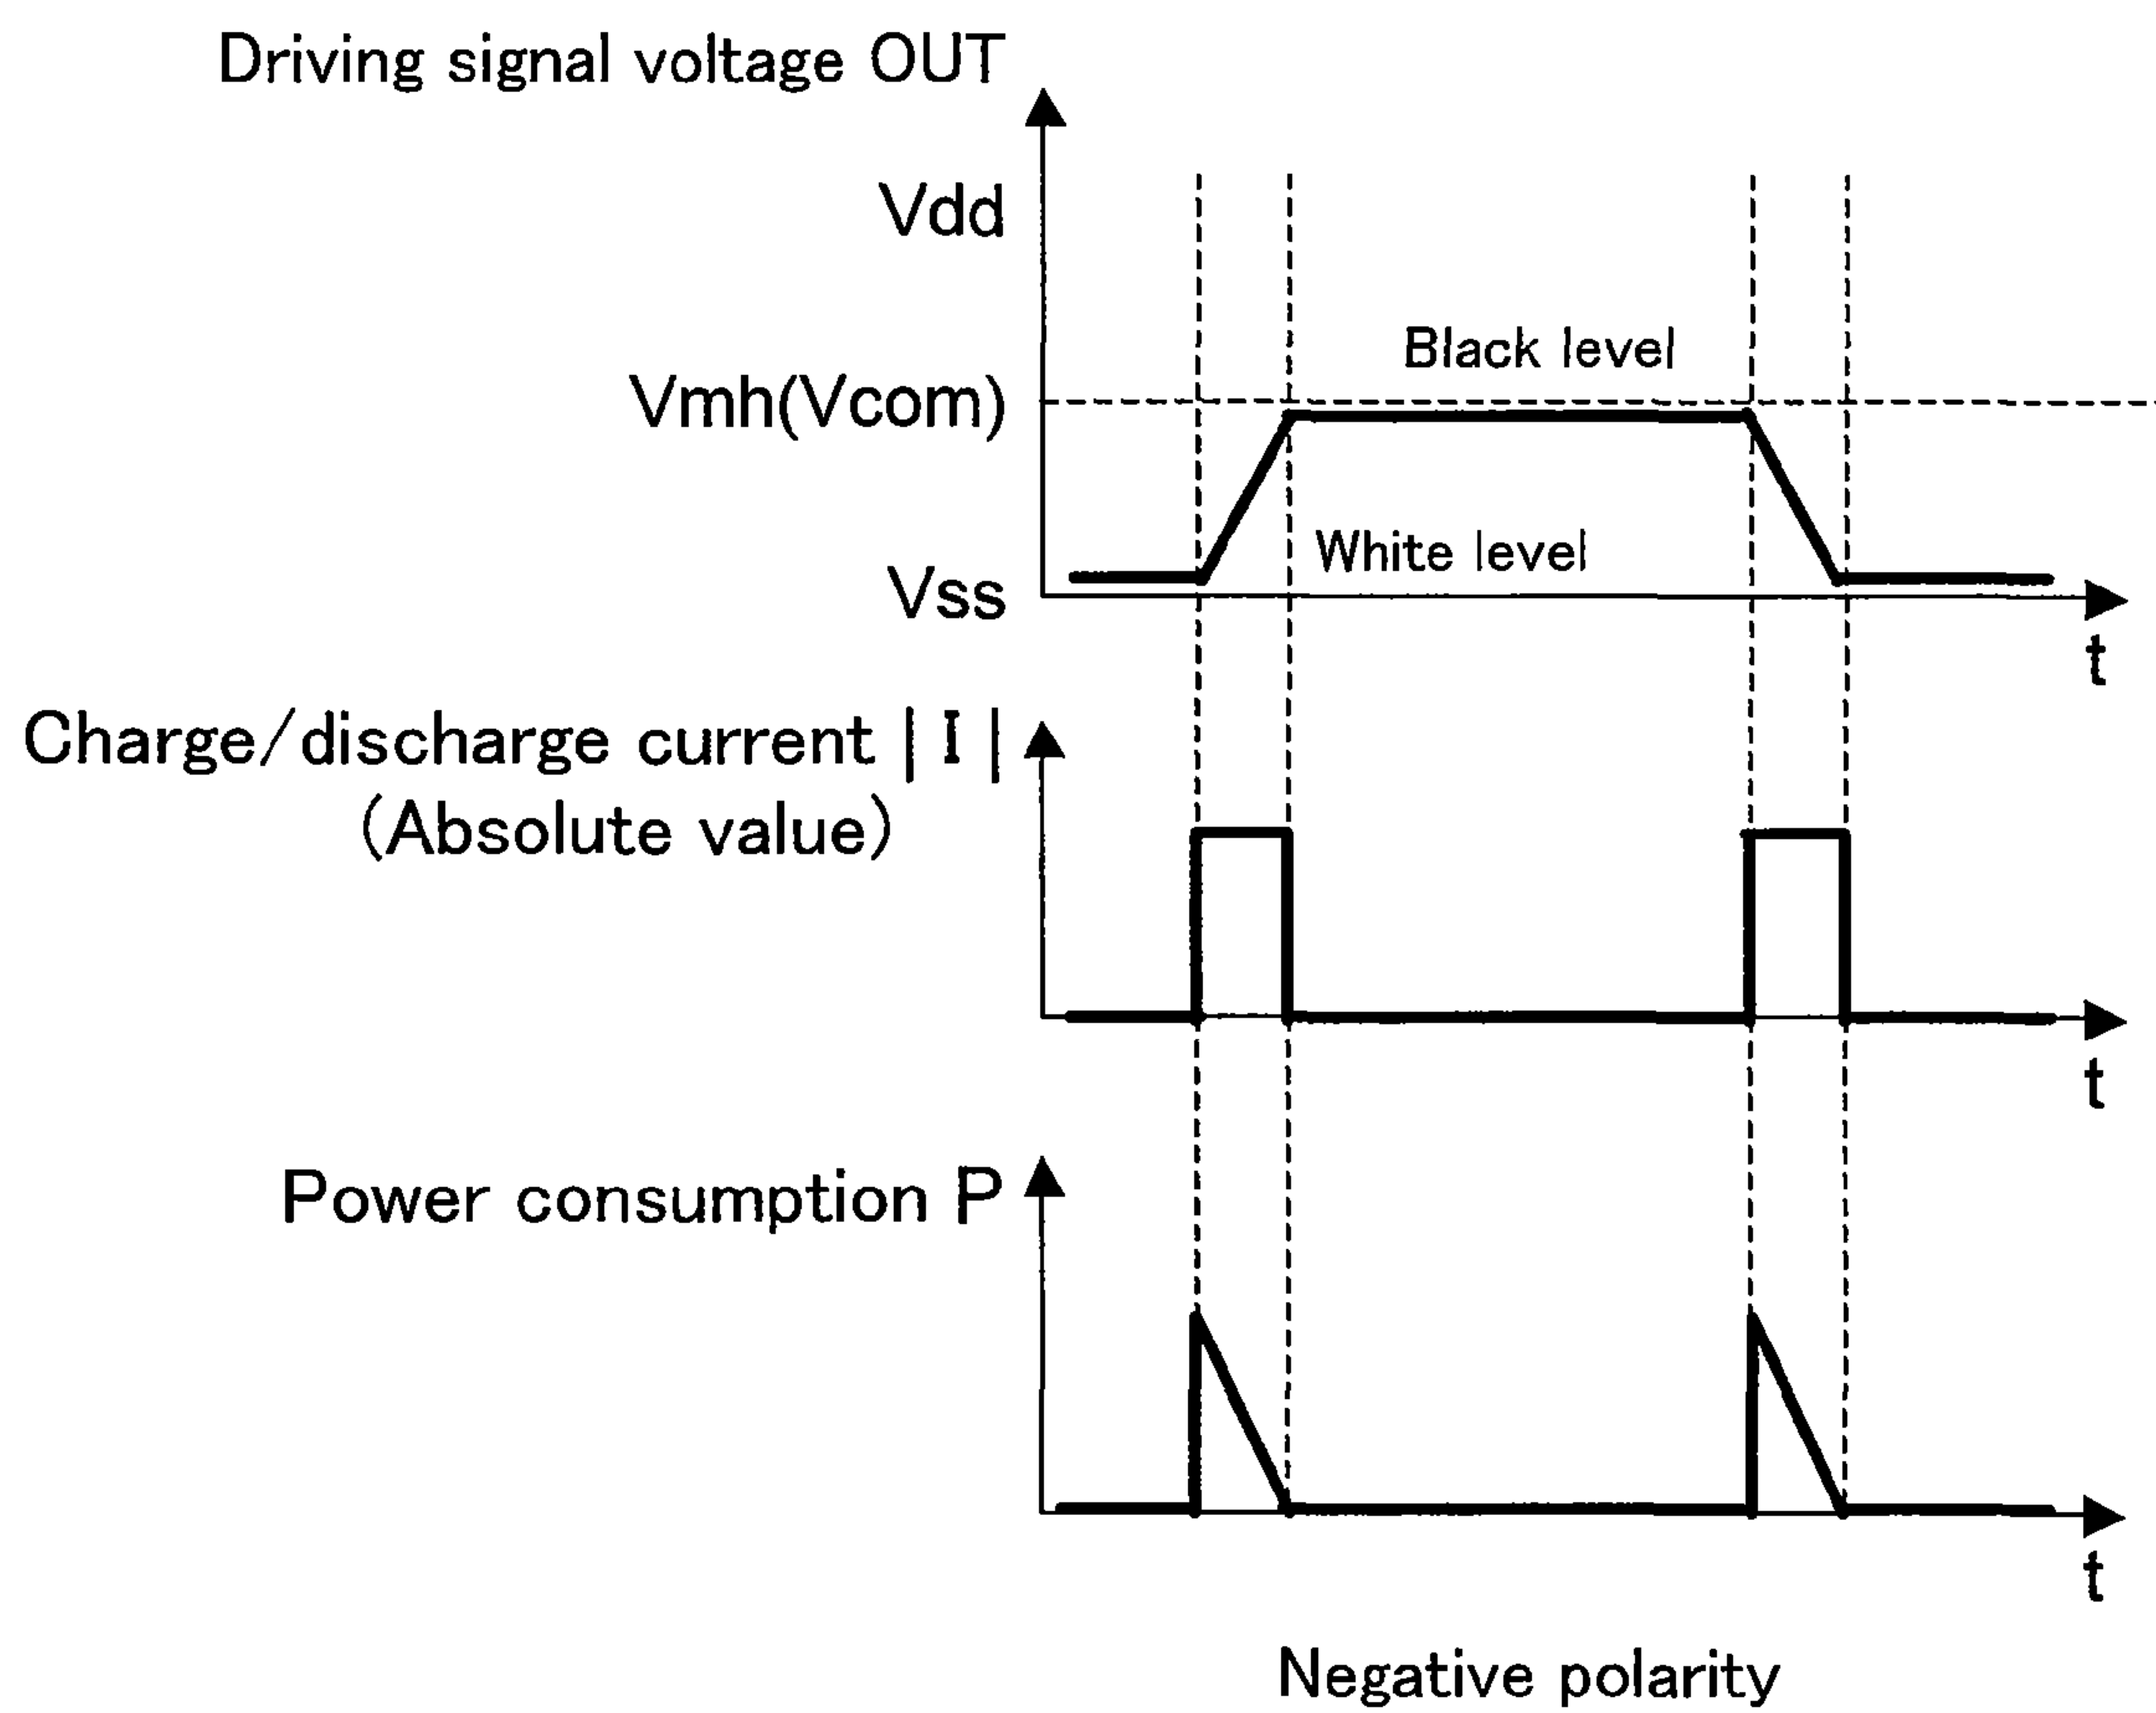 Driving signal voltage OUT
Vdd
Black level
Vmh(Vcom)
White level
Vss
t
Charge/discharge current | I |
(Absolute value)
t
Power consumption P
t
Negative polarity